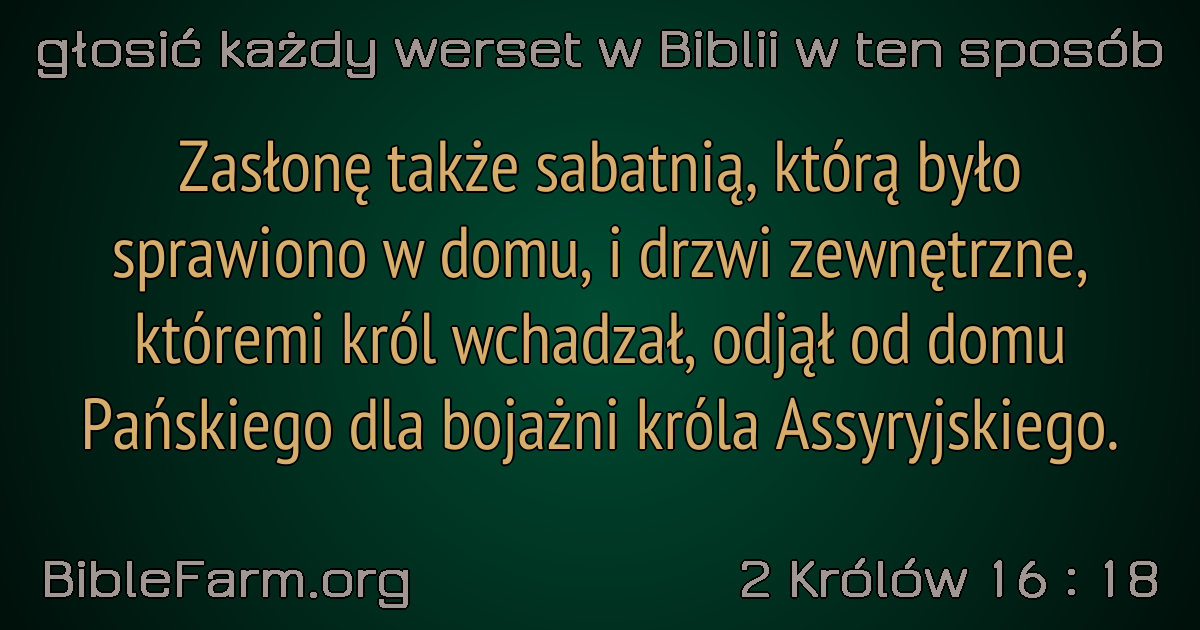 głosić każdy werset w Biblii w ten sposób
Zasłonę także sabatnią, którą było
sprawiono w domu, i drzwi zewnętrzne,
któremi król wchadzał, odjął od domu
Pańskiego dla bojaźni króla Assyryjskiego.
BibleFarm.org
2 Królów 16 : 18